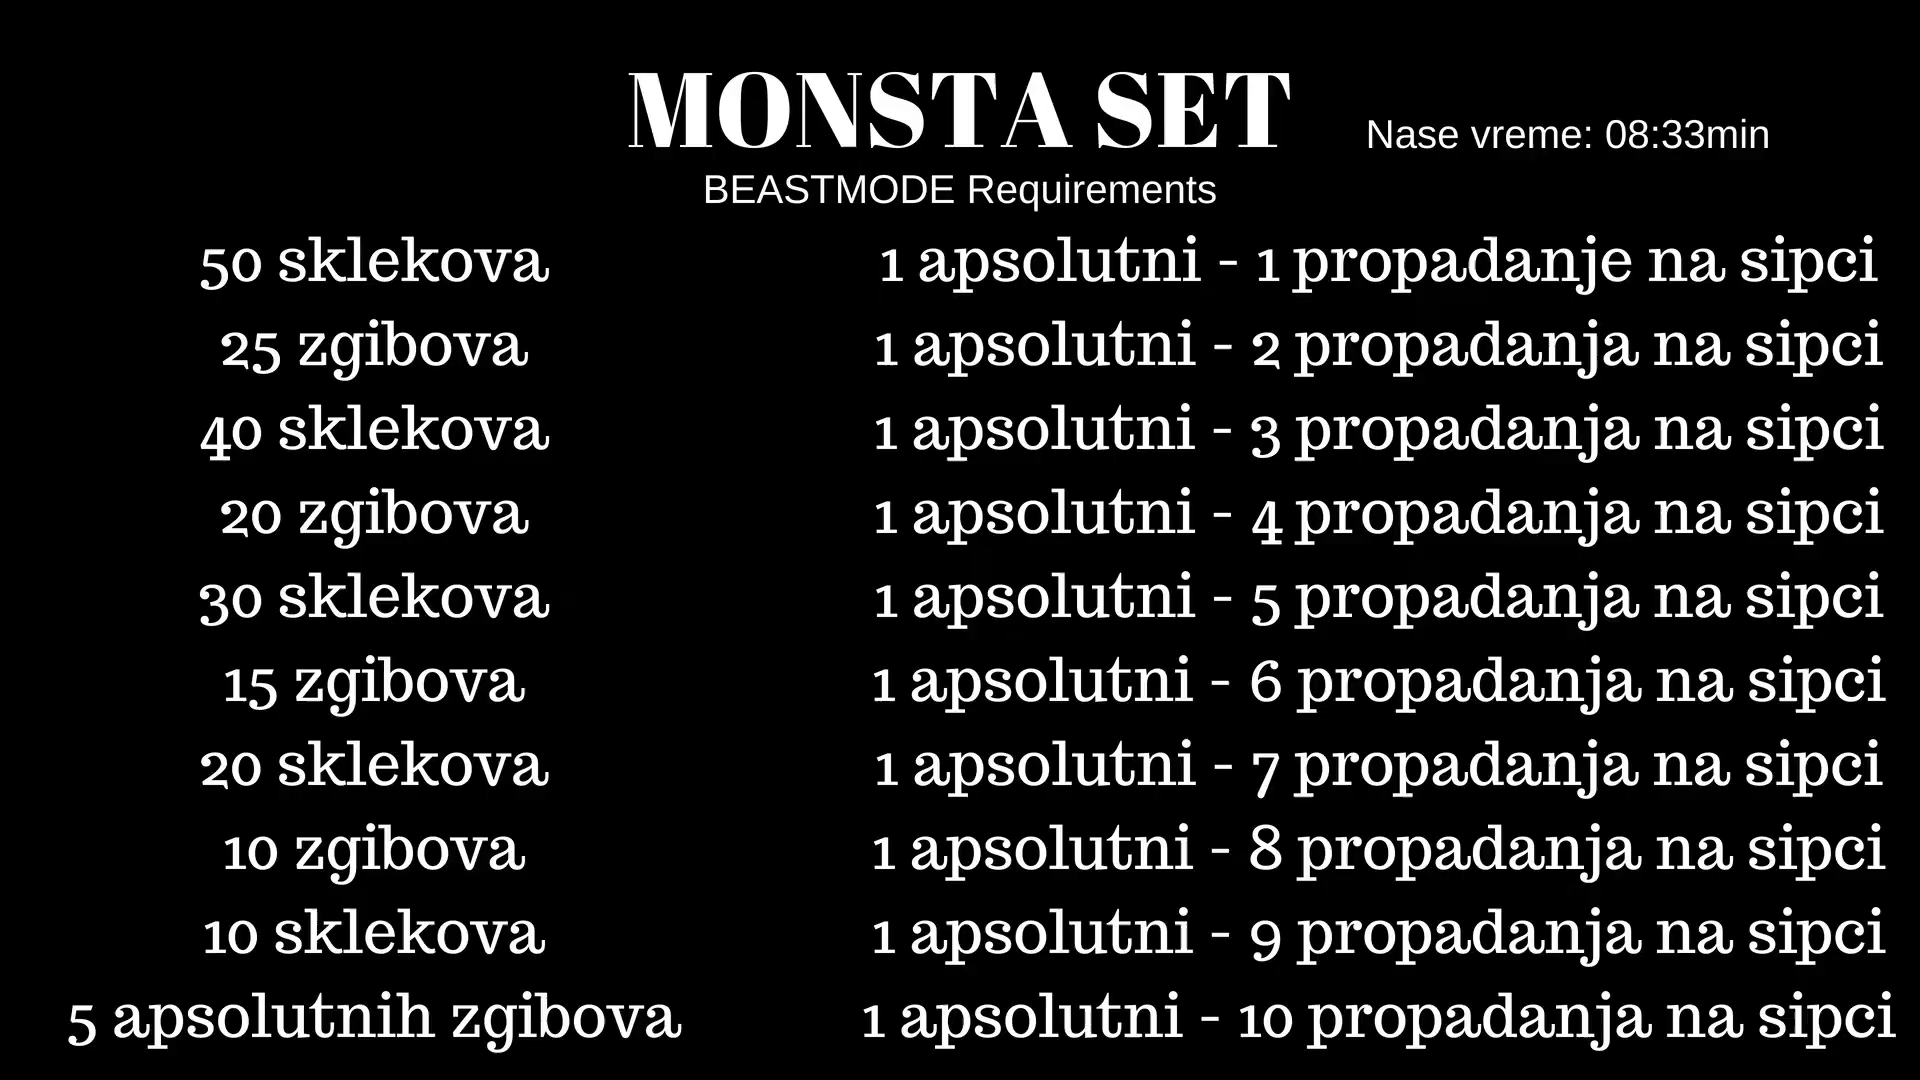 MONSTA SET
Nase vreme: 08:33min
BEASTMODE Requirements
50 sklekova
25 zgibova
40 sklekova
20 zgibova
30 sklekova
15 zgibova
20 sklekova
10 zgibova
10 sklekova
5 apsolutnih zgibova
1 apsolutni - 1 propadanje na sipci
1 apsolutni - 2 propadanja na sipci
1 apsolutni - 3 propadanja na sipci
1 apsolutni - 4 propadanja na sipci
1 apsolutni - 5 propadanja na sipci
1 apsolutni - 6 propadanja na sipci
1 apsolutni - 7 propadanja na sipci
1 apsolutni - 8 propadanja na sipci
1 apsolutni - 9 propadanja na sipci
1 apsolutni - 10 propadanja na sipci